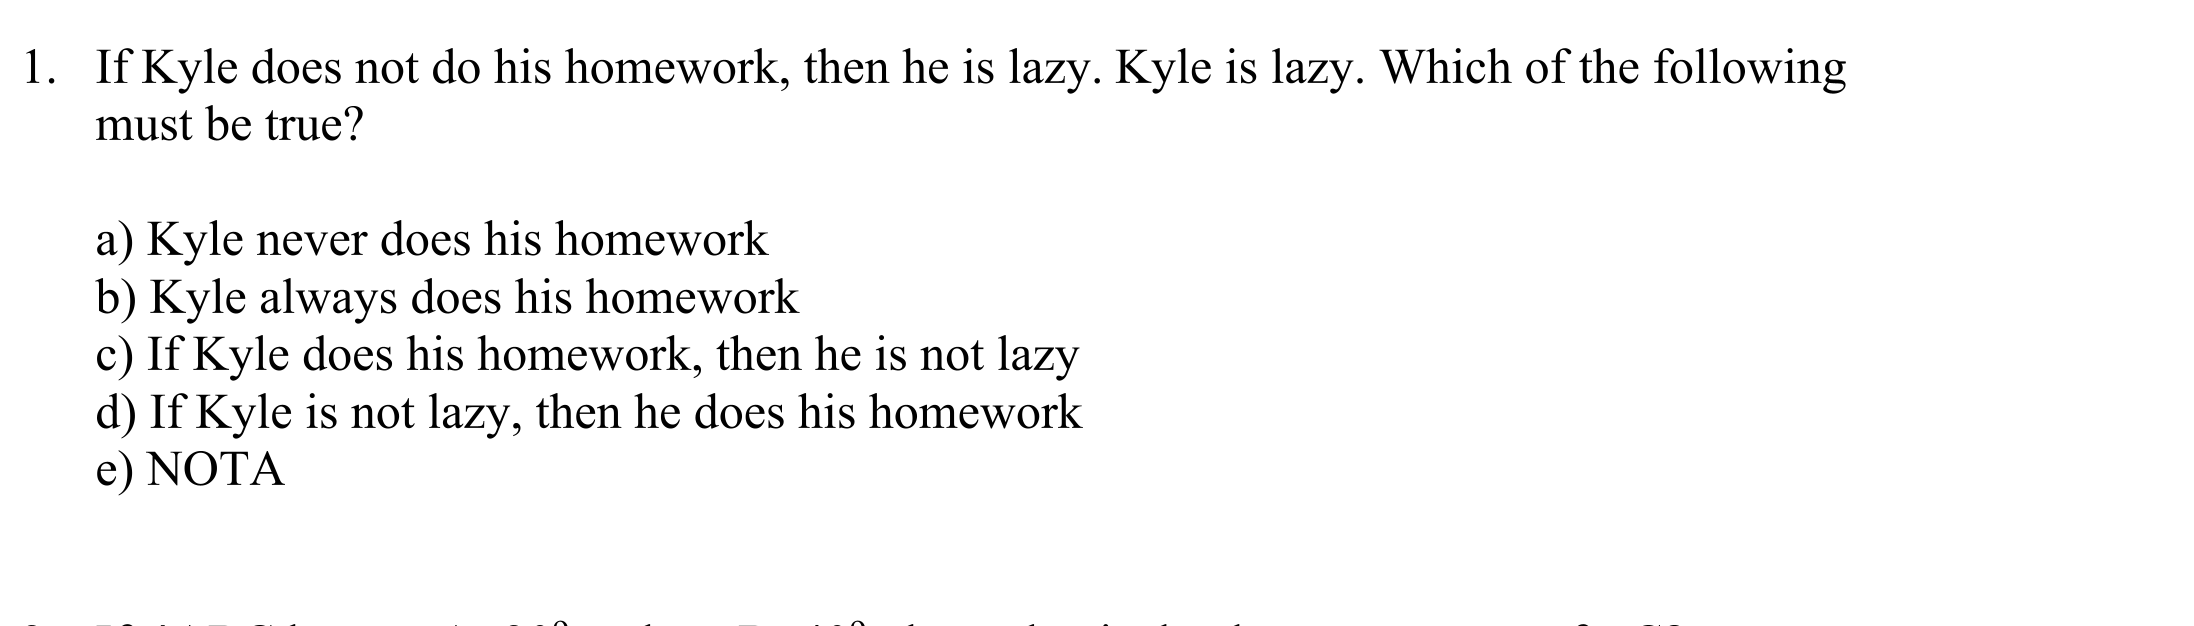 1. If Kyle does not do his homework, then he is lazy. Kyle is lazy. Which of the following
must be true?
a) Kyle never does his homework
b) Kyle always does his homework
c) If Kyle does his homework, then he is not lazy
d) If Kyle is not lazy, then he does his homework
e) NOTA